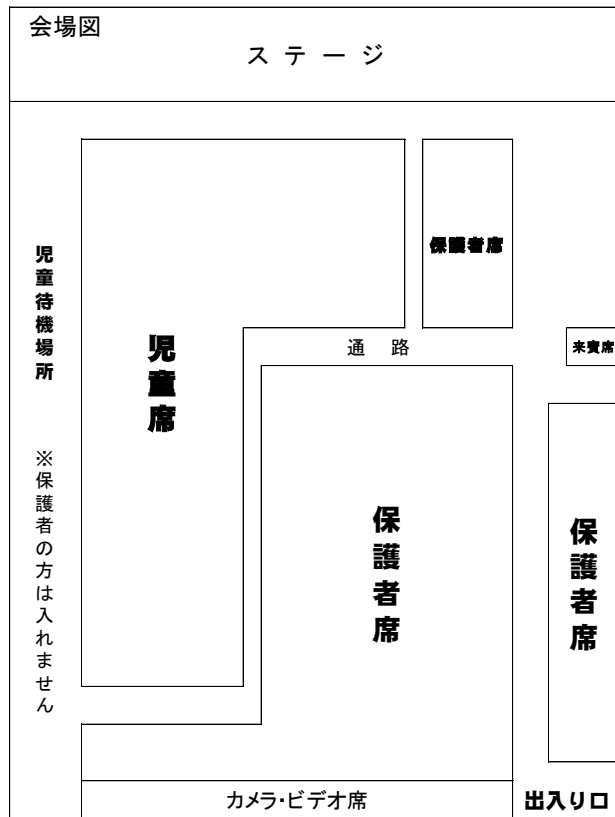 会場図
ステージ
保護者席
児童待機場所
児童席
通路
来賓席
※保護者の方は入れません
保護者席
保護者席
カメラ・ビデオ席
出入り口